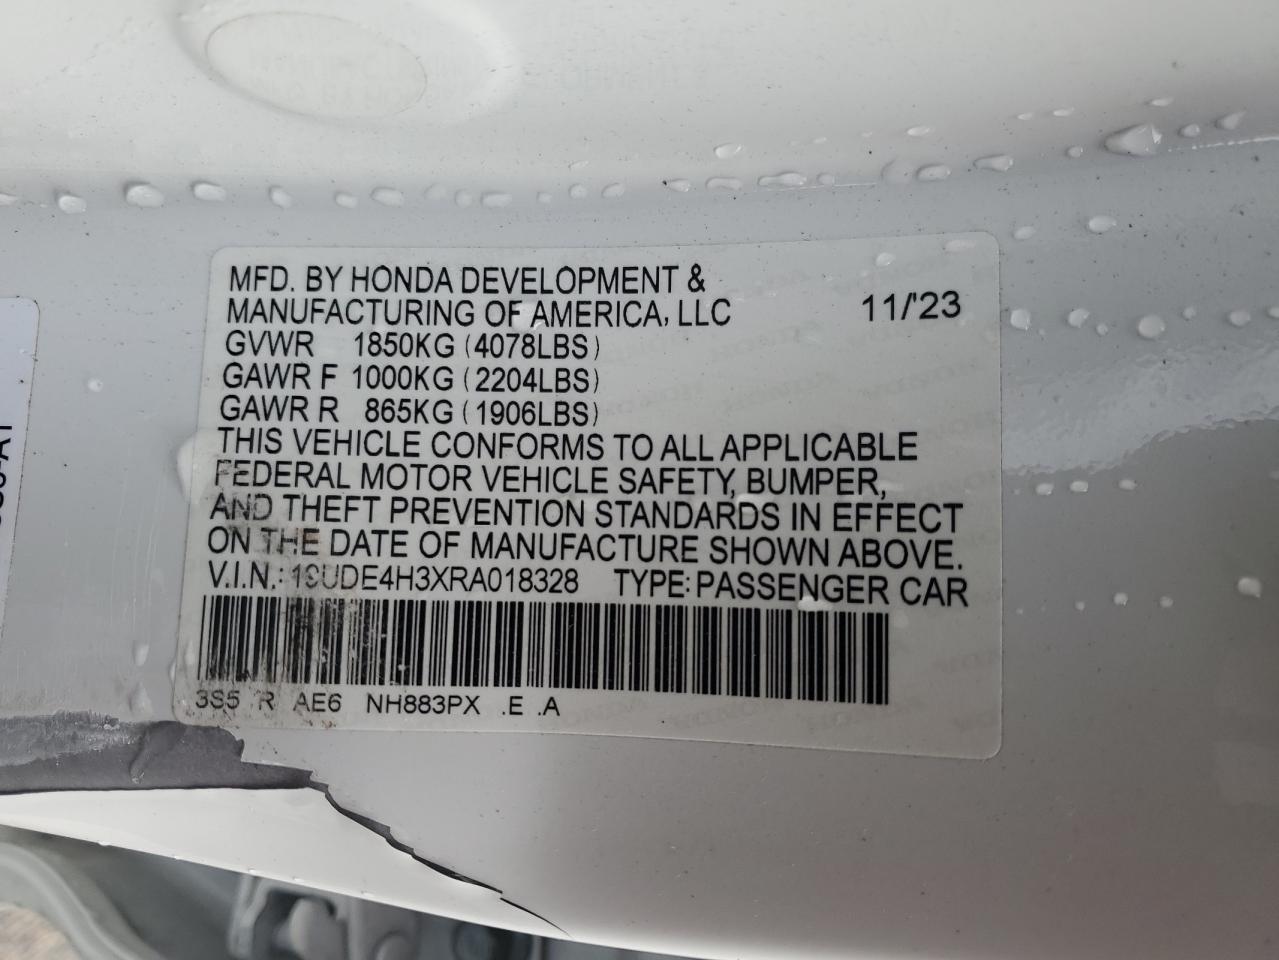 MFD. BY HONDA DEVELOPMENT &
MANUFACTURING OF AMERICA, LLC 11/'23
GVWR 1850KG (4078LBS)
GAWR F 1000KG (2204LBS)
GAWR R 865KG (1906LBS)
THIS VEHICLE CONFORMS TO ALL APPLICABLE
FEDERAL MOTOR VEHICLE SAFETY, BUMPER,
AND THEFT PREVENTION STANDARDS IN EFFECT
ON THE DATE OF MANUFACTURE SHOWN ABOVE.
V.I.N.: 19UDE4H3XRA018328 TYPE: PASSENGER CAR
3S5 R AE6 NH883PX .E .A